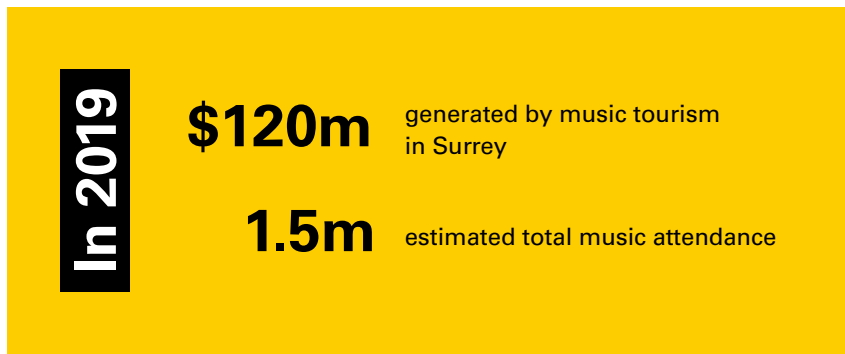 In 2019
$120m
generated by music tourism
in Surrey
1.5m
estimated total music attendance